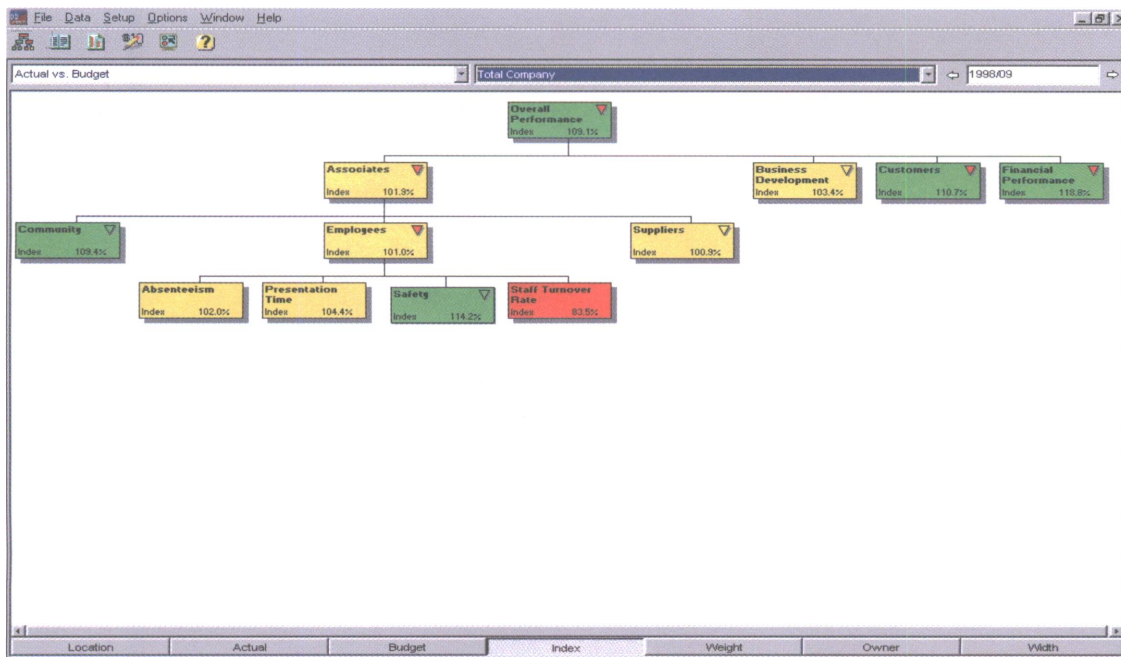 File Data Setup Options Window Help
Actual vs. Budget
Total Company
1998/09
Overall
Performance
Index 109.1%
Associates
Index 101.9%
Business
Development
Index 103.4%
Customers
Index 110.7%
Financial
Performance
Index 118.8%
Community
Index 109.4%
Employees
Index 101.0%
Suppliers
Index 100.9%
Absenteeism
Index 102.0%
Presentation
Time
Index 104.4%
Safety
Index 114.2%
Staff Turnover
Rate
Index 83.5%
Location Actual Budget Index Weight Owner Width